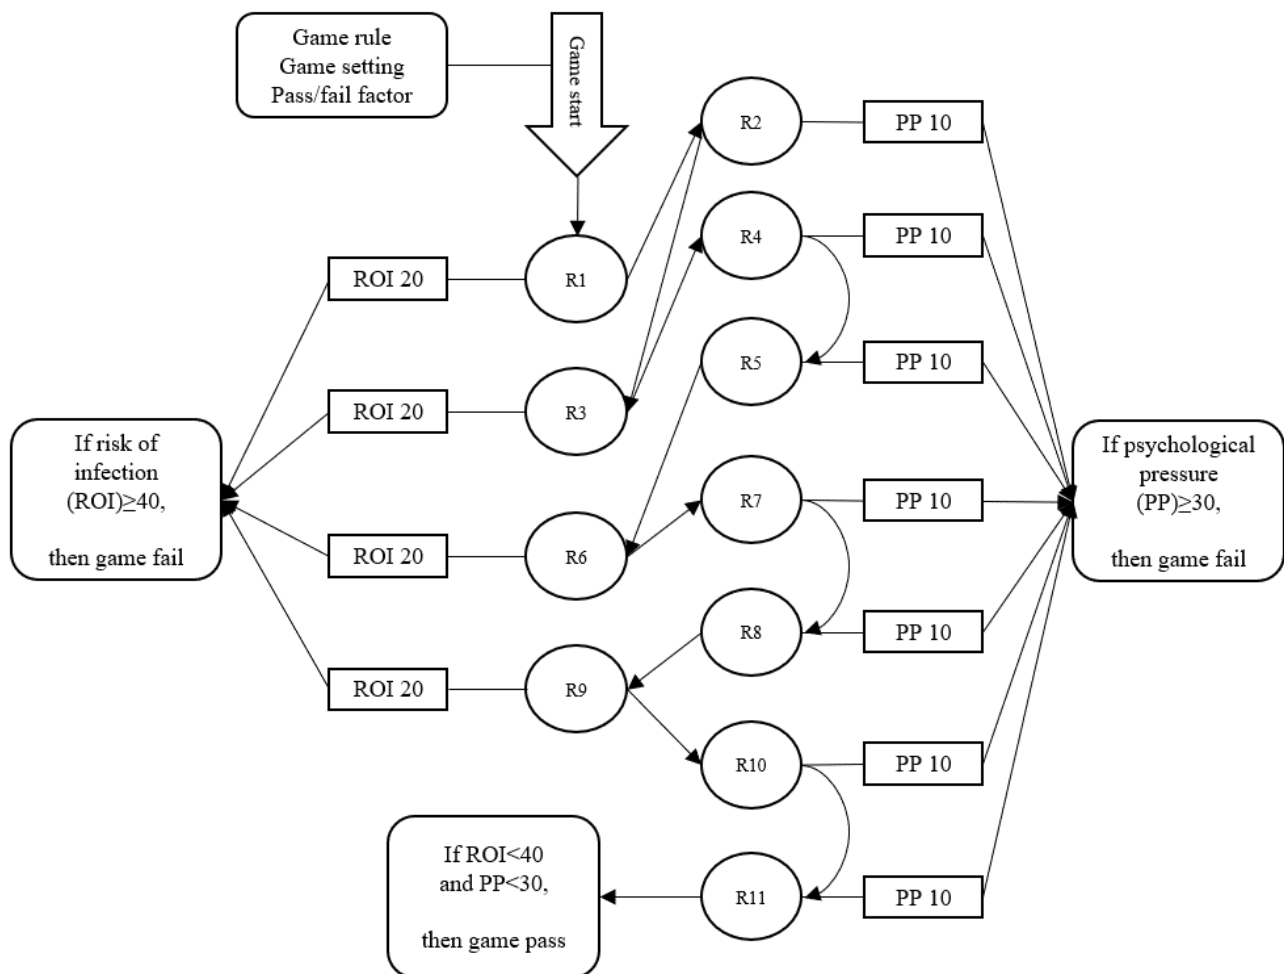 Game rule
Game setting
Pass/fail factor
Game start
R2
PP 10
R4
PP 10
ROI 20
R1
R5
PP 10
ROI 20
R3
If risk of
infection
(ROI)≥40,
then game fail
If psychological
pressure
(PP)≥30,
then game fail
R7
PP 10
ROI 20
R6
R8
PP 10
ROI 20
R9
R10
PP 10
If ROI<40
and PP<30,
then game pass
R11
PP 10